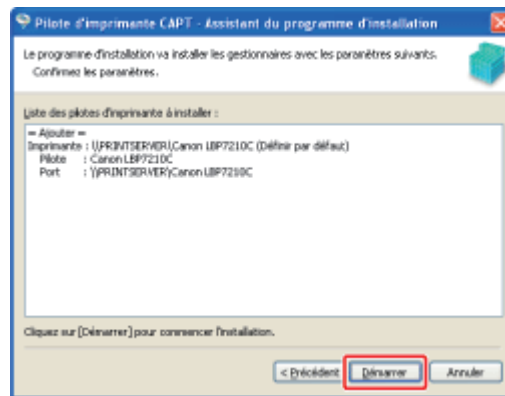 Pilote d'imprimante CAPT - Assistant du programme d'installation
Le programme d'installation va installer les gestionnaires avec les paramètres suivants.
Confirmez les paramètres.
Liste des pilotes d'imprimante à installer :
= Ajouter =
Imprimante : \\PRINTSERVER\Canon LBP7210C (Définir par défaut)
Pilote : Canon LBP7210C
Port : \\PRINTSERVER\Canon LBP7210C
Cliquez sur [Démarrer] pour commencer l'installation.
< Précédent Démarrer Annuler